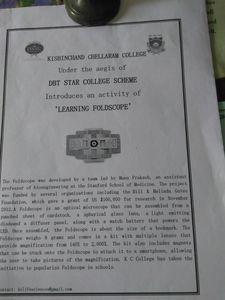 KISHINCHAND CHELLARAM COLLEGE
Under the aegis of
DBT STAR COLLEGE SCHEME
Introduces an activity of
'LEARNING FOLDSCOPE'
The Foldscope was developed by a team led by Manu Prakash, an assistant
professor of bioengineering at the Stanford School of Medicine. The project
was funded by several organisations including the Bill & Melinda Gates
Foundation, which gave a grant of US $100,000 for research in November
2012. A Foldscope is an optical microscope that can be assembled from a
punched sheet of cardstock, a spherical glass lens, a light emitting
diode and a diffuser panel, along with a watch battery that powers the
LED. Once assembled, the Foldscope is about the size of a bookmark. The
Foldscope weighs 8 grams and comes in a kit with multiple lenses that
provide magnification from 140X to 2,000X. The kit also includes magnets
that can be stuck onto the Foldscope to attach it to a smartphone, allowing
the user to take pictures of the magnification. K C College has taken the
initiative to popularise Foldscope in schools.
Contact: